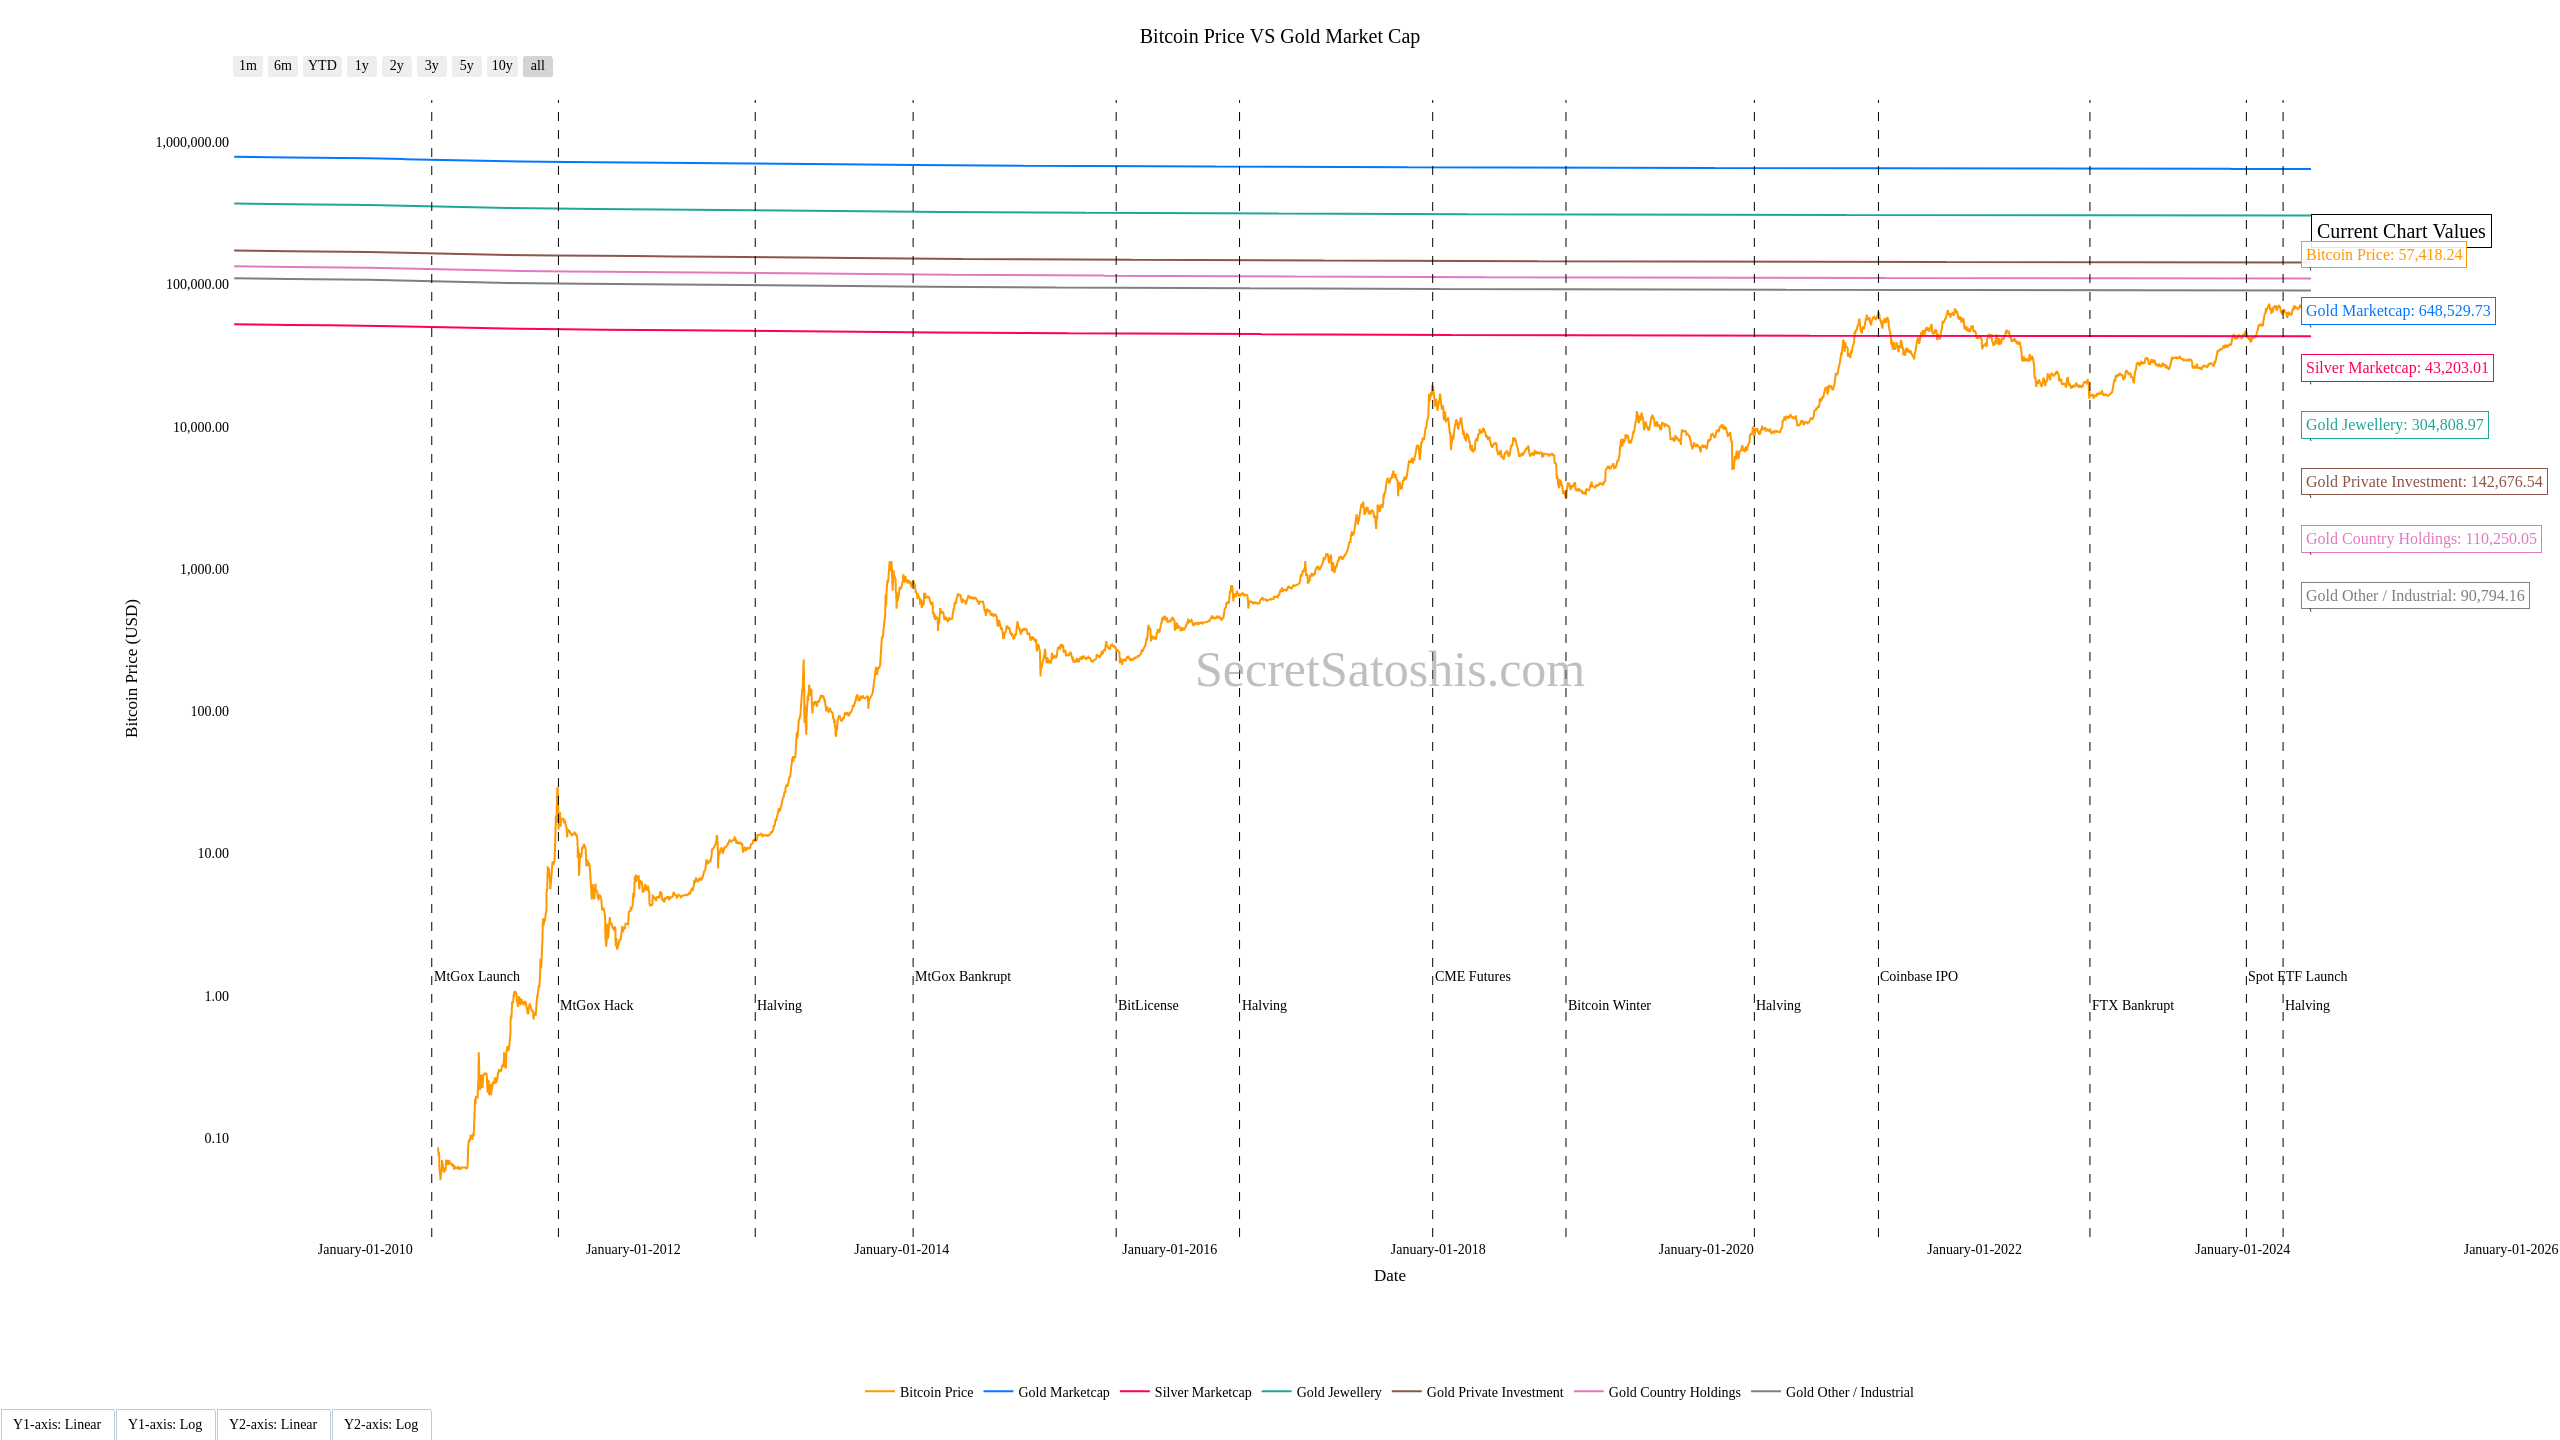 Bitcoin Price VS Gold Market Cap
1m 6m YTD 1y 2y 3y 5y 10y all
1,000,000.00
100,000.00
10,000.00
1,000.00
100.00
10.00
1.00
0.10
Bitcoin Price (USD)
Current Chart Values
Bitcoin Price: 57,418.24
Gold Marketcap: 648,529.73
Silver Marketcap: 43,203.01
Gold Jewellery: 304,808.97
Gold Private Investment: 142,676.54
Gold Country Holdings: 110,250.05
Gold Other / Industrial: 90,794.16
SecretSatoshis.com
MtGox Launch
MtGox Hack
Halving
MtGox Bankrupt
BitLicense
Halving
CME Futures
Bitcoin Winter
Halving
Coinbase IPO
FTX Bankrupt
Spot ETF Launch
Halving
January-01-2010 January-01-2012 January-01-2014 January-01-2016 January-01-2018 January-01-2020 January-01-2022 January-01-2024 January-01-2026
Date
Bitcoin Price Gold Marketcap Silver Marketcap Gold Jewellery Gold Private Investment Gold Country Holdings Gold Other / Industrial
Y1-axis: Linear Y1-axis: Log Y2-axis: Linear Y2-axis: Log